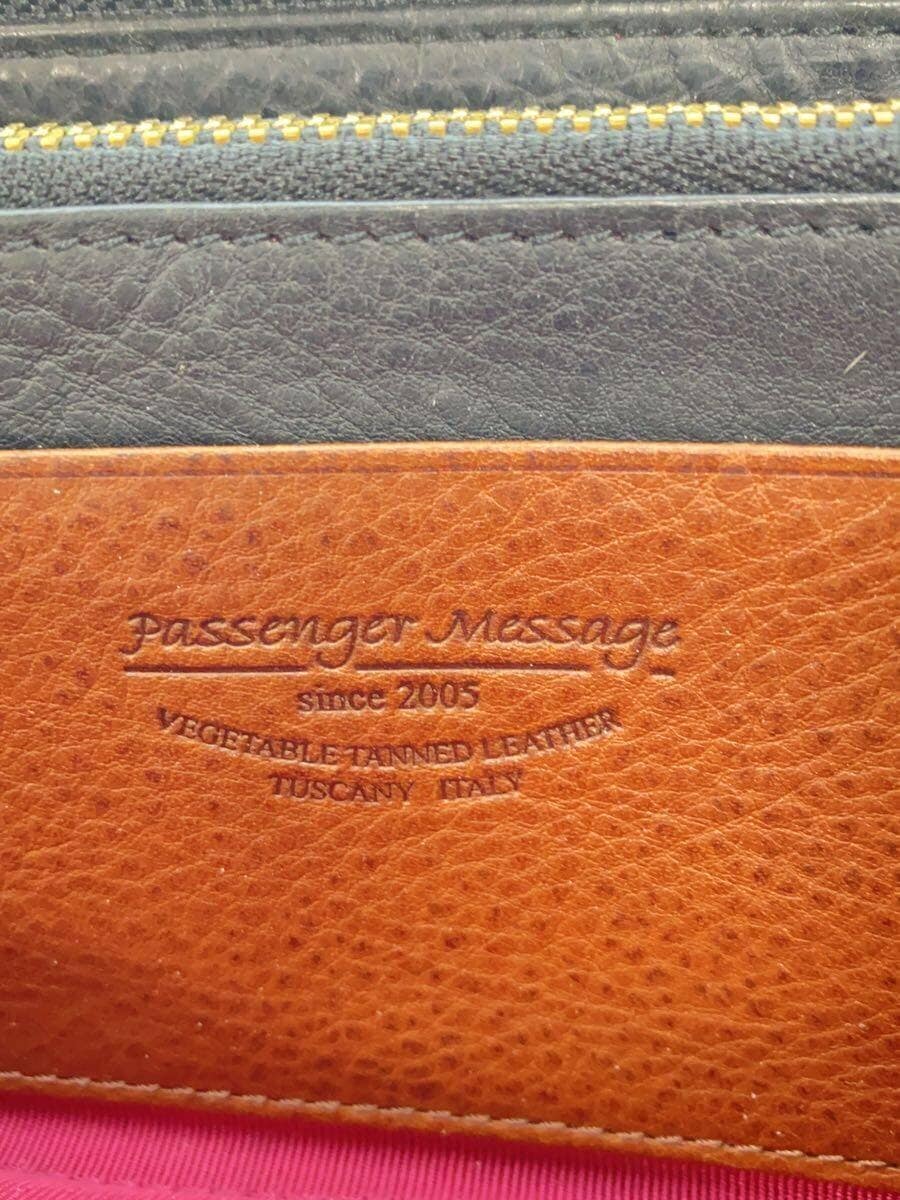 Passenger Message
since 2005
VEGETABLE TANNED LEATHER
TUSCANY ITALY